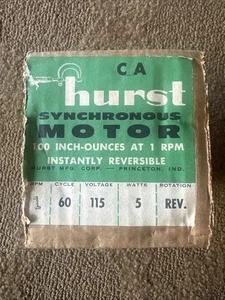 CA
hurst
SYNCHRONOUS
MOTOR
100 INCH-OUNCES AT 1 RPM
INSTANTLY REVERSIBLE
HURST MFG. CORP. — PRINCETON, IND.
RPM CYCLE VOLTAGE WATTS ROTATION
60 115 5 REV.